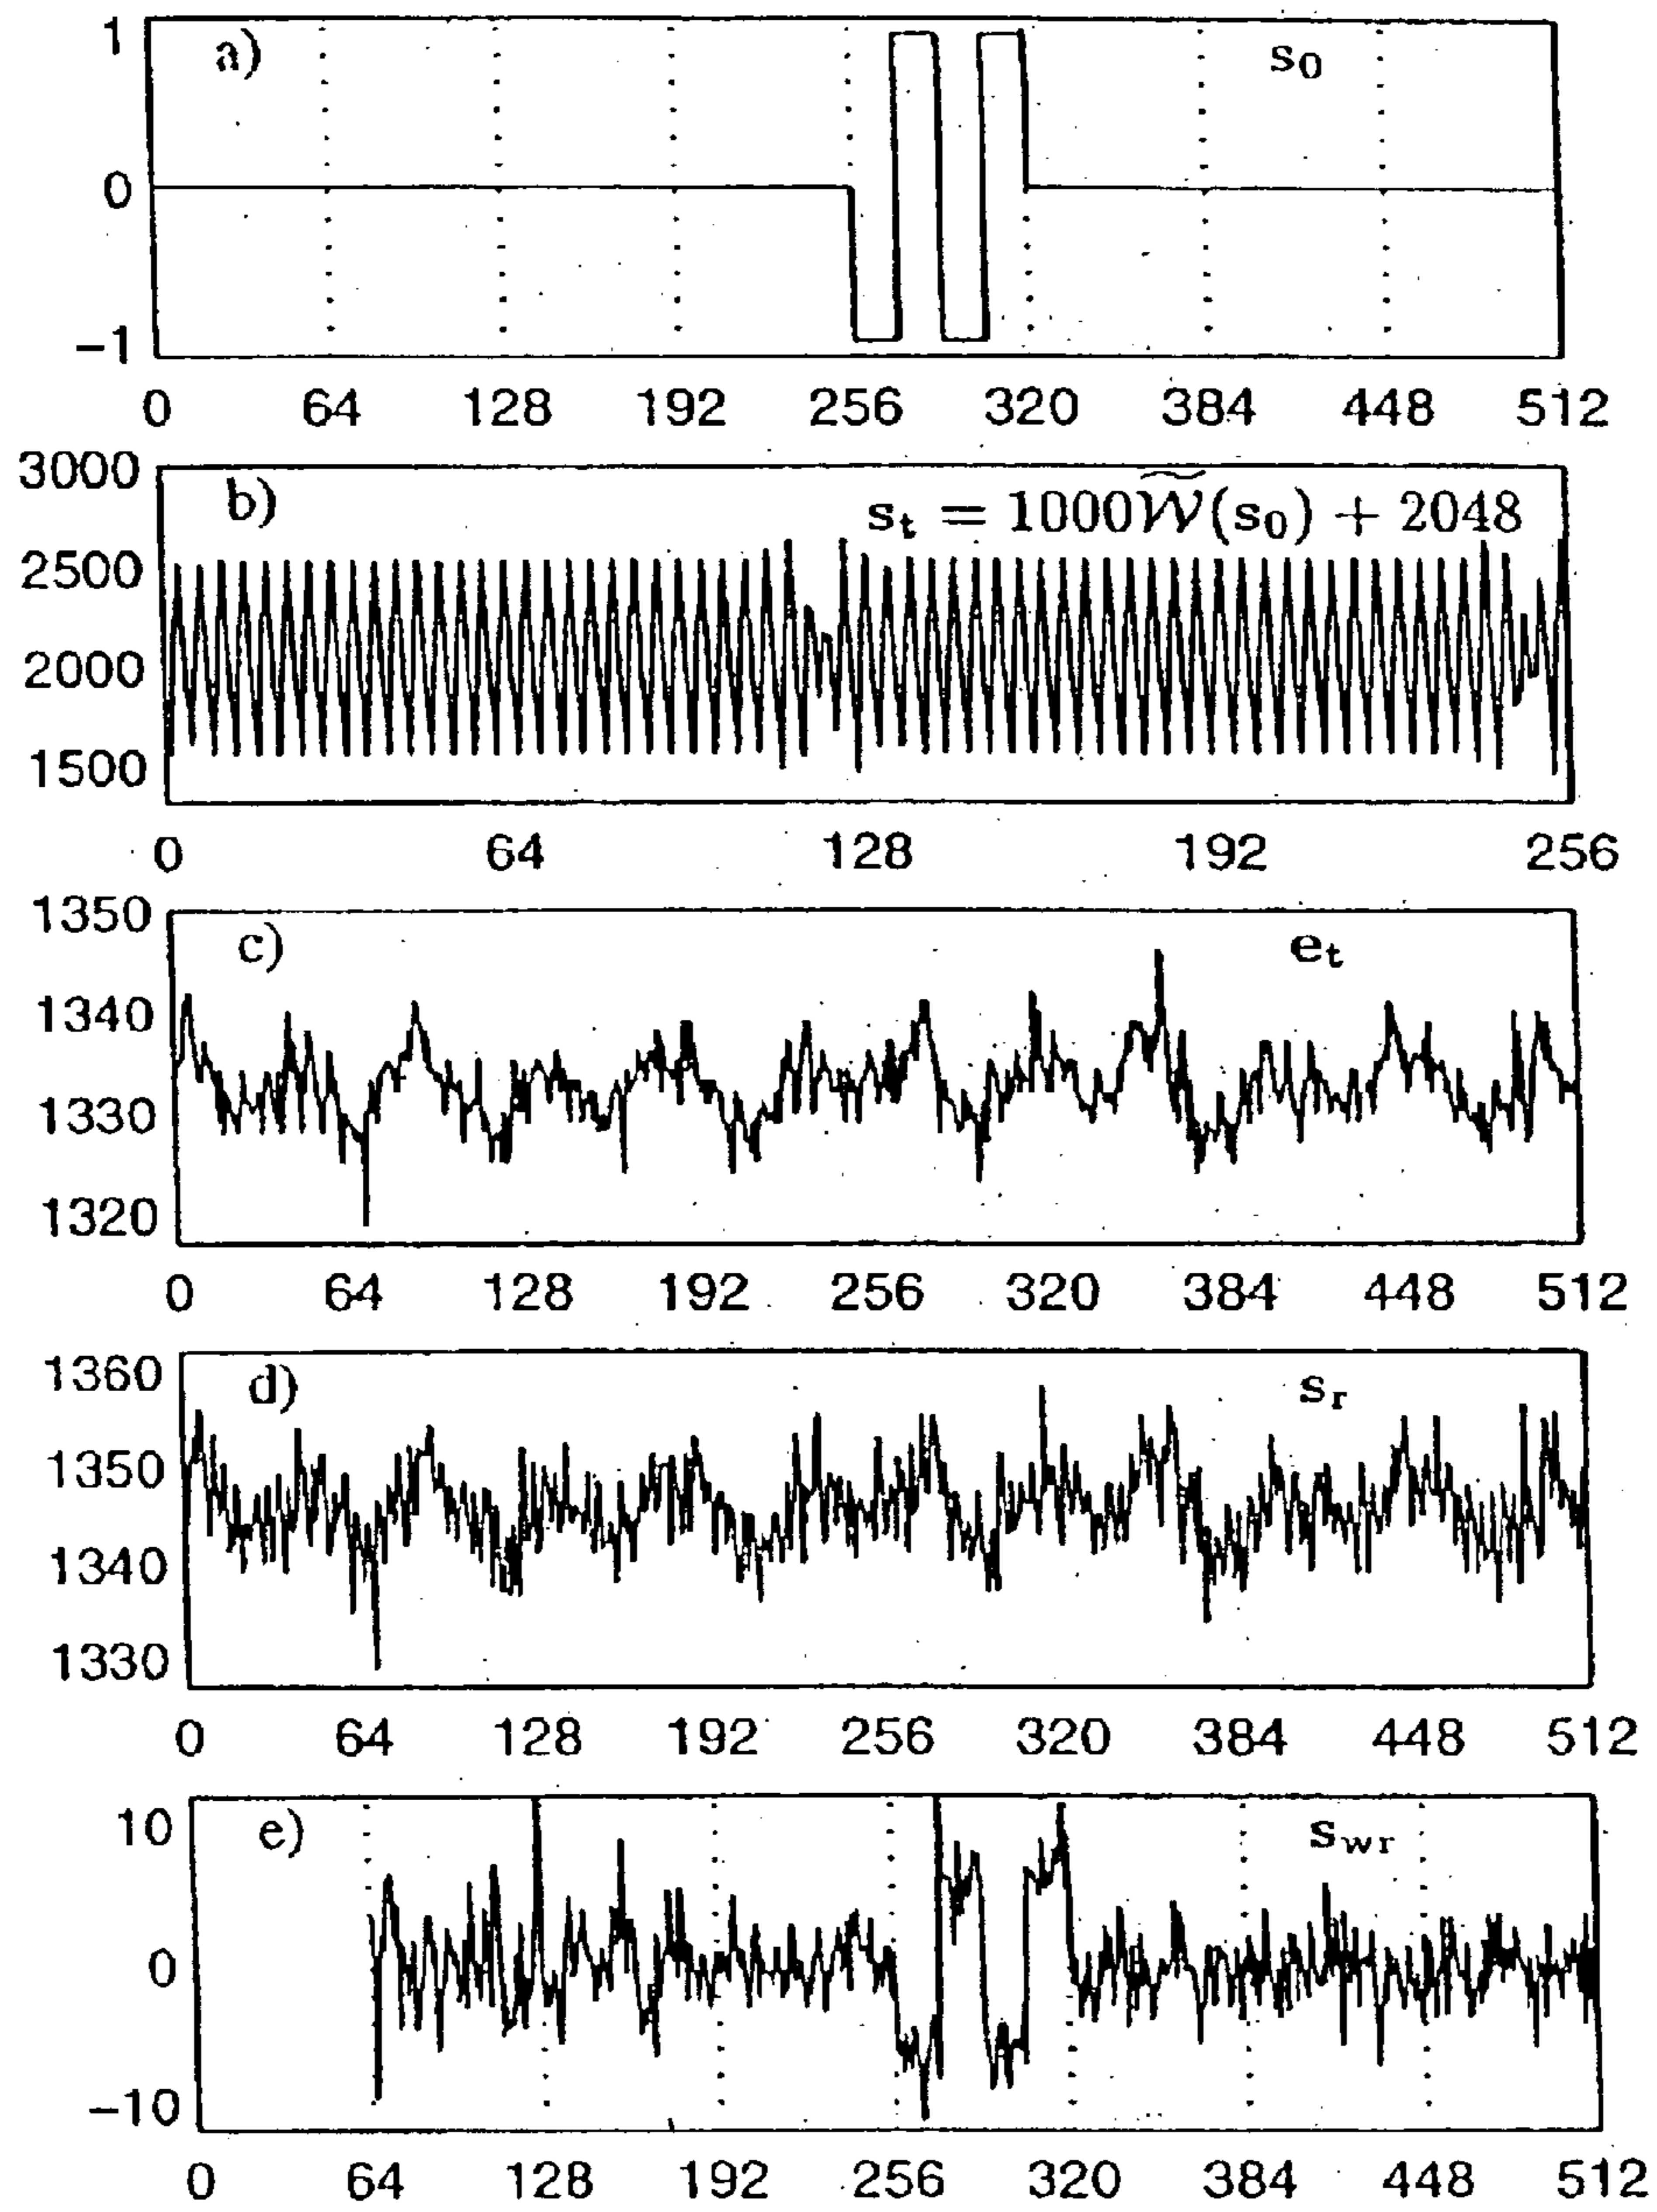 1
a)
s₀
0
−1
0 64 128 192 256 320 384 448 512
3000
b)
sₜ = 1000𝒲̃(s₀) + 2048
2500
2000
1500
0 64 128 192 256
1350
c)
eₜ
1340
1330
1320
0 64 128 192 256 320 384 448 512
1360
d)
sᵣ
1350
1340
1330
0 64 128 192 256 320 384 448 512
10
e)
s_wr
0
−10
0 64 128 192 256 320 384 448 512